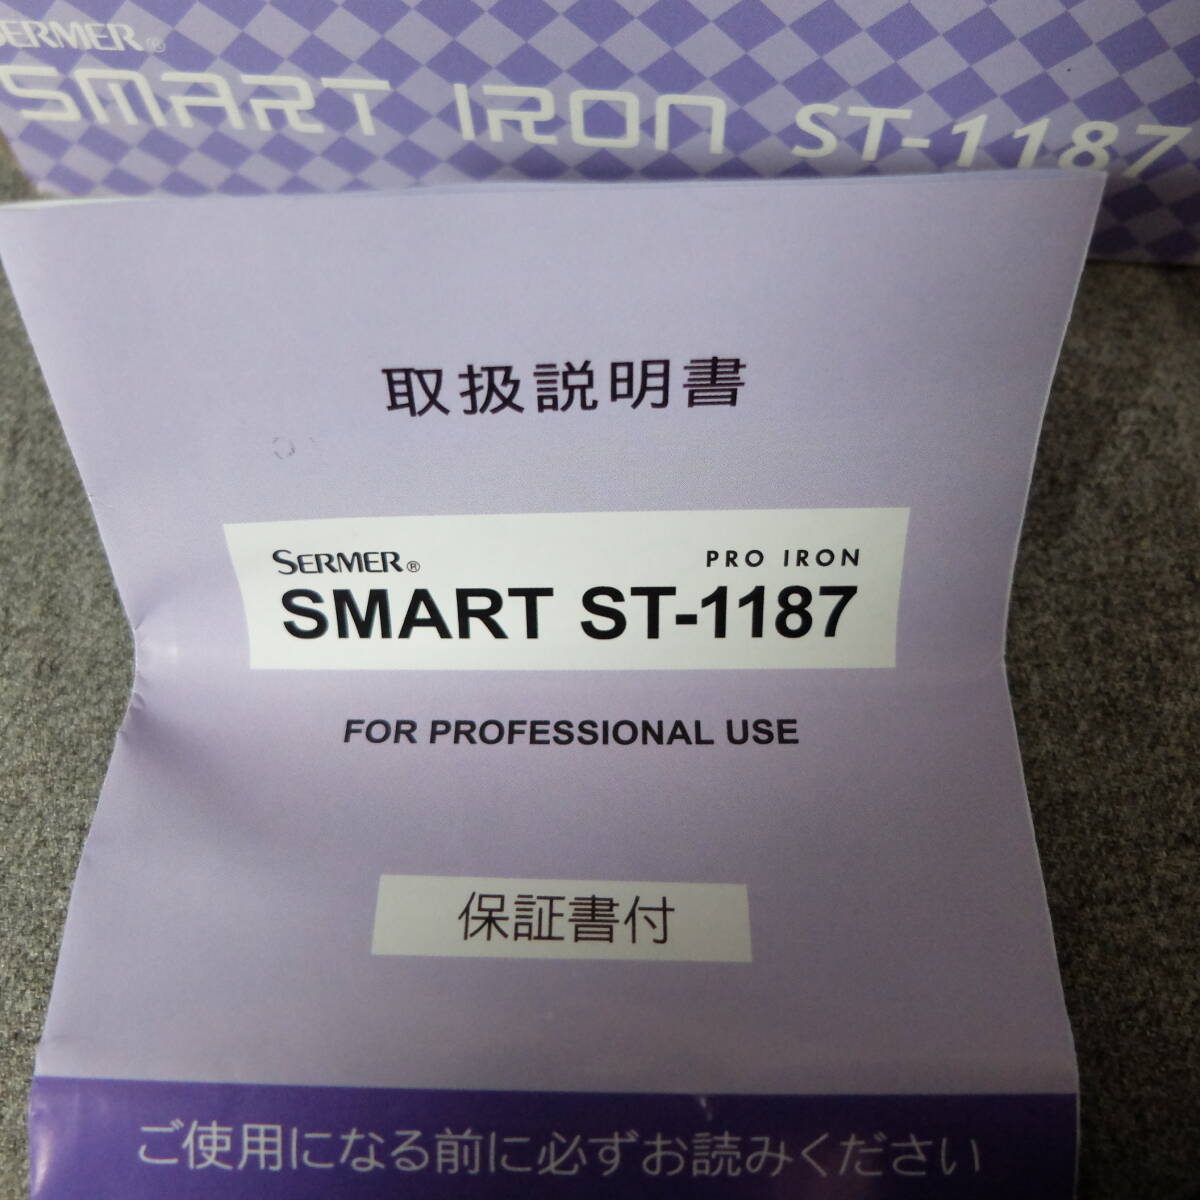 SERMER®
SMART IRON ST-1187
取扱説明書
SERMER® PRO IRON
SMART ST-1187
FOR PROFESSIONAL USE
保証書付
ご使用になる前に必ずお読みください